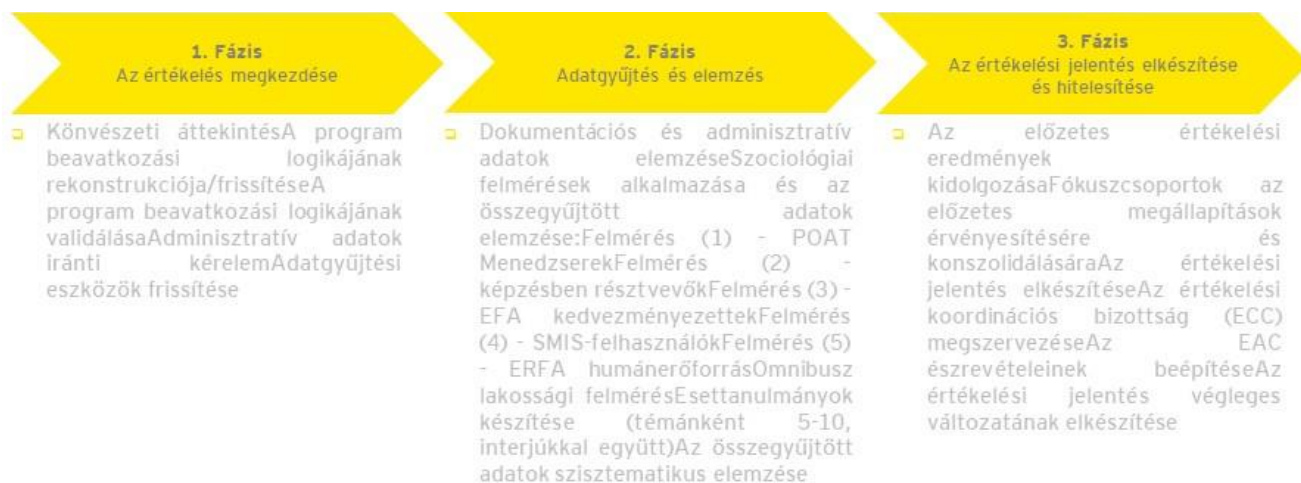 1. Fázis
Az értékelés megkezdése
Könvészeti áttekintésA program
beavatkozási logikájának
rekonstrukciója/frissítéseA
program beavatkozási logikájának
validálásaAdminisztratív adatok
iránti kérelemAdatgyűjtési
eszközök frissítése
2. Fázis
Adatgyűjtés és elemzés
Dokumentációs és adminisztratív
adatok elemzéseSzociológiai
felmérések alkalmazása és az
összegyűjtött adatok
elemzése:Felmérés (1) - POAT
MenedzserekFelmérés (2) -
képzésben résztvevőkFelmérés (3) -
EFA kedvezményezettekFelmérés
(4) - SMIS-felhasználókFelmérés (5)
- ERFA humánerőforrásOmnibusz
lakossági felmérésEsettanulmányok
készítése (témánként 5-10,
interjúkkal együtt)Az összegyűjtött
adatok szisztematikus elemzése
3. Fázis
Az értékelési jelentés elkészítése
és hitelesítése
Az előzetes értékelési
eredmények
kidolgozásaFókuszcsoportok az
előzetes megállapítások
érvényesítésére és
konszolidálásáraAz értékelési
jelentés elkészítéseAz értékelési
koordinációs bizottság (ECC)
megszervezéseAz EAC
észrevételeinek beépítéseAz
értékelési jelentés végleges
változatának elkészítése